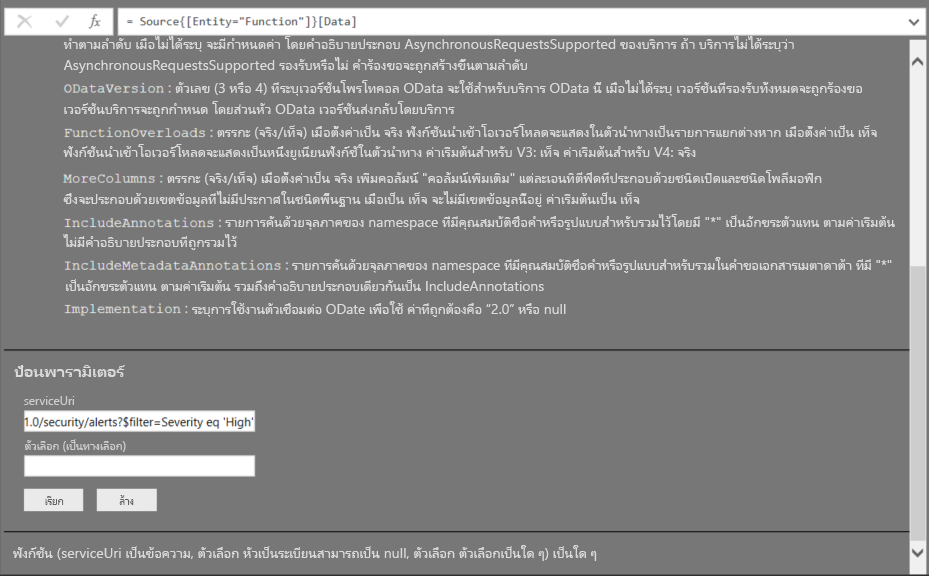 fx = Source{[Entity="Function"]}[Data]
ทำตามลำดับ เมื่อไม่ได้ระบุ จะมีกำหนดค่า โดยคำอธิบายประกอบ AsynchronousRequestsSupported ของบริการ ถ้า บริการไม่ได้ระบุว่า
AsynchronousRequestsSupported รองรับหรือไม่ คำร้องขอจะถูกสร้างขึ้นตามลำดับ
ODataVersion : ตัวเลข (3 หรือ 4) ที่ระบุเวอร์ชันโพรโทคอล OData จะใช้สำหรับบริการ OData นี้ เมื่อไม่ได้ระบุ เวอร์ชันที่รองรับทั้งหมดจะถูกร้องขอ
เวอร์ชันบริการจะถูกกำหนด โดยส่วนหัว OData เวอร์ชันส่งกลับโดยบริการ
FunctionOverloads : ตรรกะ (จริง/เท็จ) เมื่อตั้งค่าเป็น จริง ฟังก์ชันนำเข้าโอเวอร์โหลดจะแสดงในตัวนำทางเป็นรายการแยกต่างหาก เมื่อตั้งค่าเป็น เท็จ
ฟังก์ชันนำเข้าโอเวอร์โหลดจะแสดงเป็นหนึ่งยูเนียนฟังก์ชั่ในตัวนำทาง ค่าเริ่มต้นสำหรับ V3: เท็จ ค่าเริ่มต้นสำหรับ V4: จริง
MoreColumns : ตรรกะ (จริง/เท็จ) เมื่อตั้งค่าเป็น จริง เพิ่มคอลัมน์ "คอลัมน์เพิ่มเติม" แต่ละเอนทิตีฟีดที่ประกอบด้วยชนิดเปิดและชนิดโพลีมอฟิก
ซึ่งจะประกอบด้วยเขตข้อมูลที่ไม่มีประกาศในชนิดพื้นฐาน เมื่อเป็น เท็จ จะไม่มีเขตข้อมูลนี้อยู่ ค่าเริ่มต้นเป็น เท็จ
IncludeAnnotations : รายการคั่นด้วยจุลภาคของ namespace ที่มีคุณสมบัติชื่อคำหรือรูปแบบสำหรับรวมไว้โดยมี "*" เป็นอักขระตัวแทน ตามค่าเริ่มต้น
ไม่มีคำอธิบายประกอบที่ถูกรวมไว้
IncludeMetadataAnnotations : รายการคั่นด้วยจุลภาคของ namespace ที่มีคุณสมบัติชื่อคำหรือรูปแบบสำหรับรวมในคำขอเอกสารเมตาดาต้า ที่มี "*"
เป็นอักขระตัวแทน ตามค่าเริ่มต้น รวมถึงคำอธิบายประกอบเดียวกันเป็น IncludeAnnotations
Implementation : ระบุการใช้งานตัวเชื่อมต่อ ODate เพื่อใช้ ค่าที่ถูกต้องคือ “2.0” หรือ null
ป้อนพารามิเตอร์
serviceUri
1.0/security/alerts?$filter=Severity eq 'High'
ตัวเลือก (เป็นทางเลือก)
เรียก ล้าง
ฟังก์ชัน (serviceUri เป็นข้อความ, ตัวเลือก หัวเป็นระเบียนสามารถเป็น null, ตัวเลือก ตัวเลือกเป็นใด ๆ) เป็นใด ๆ